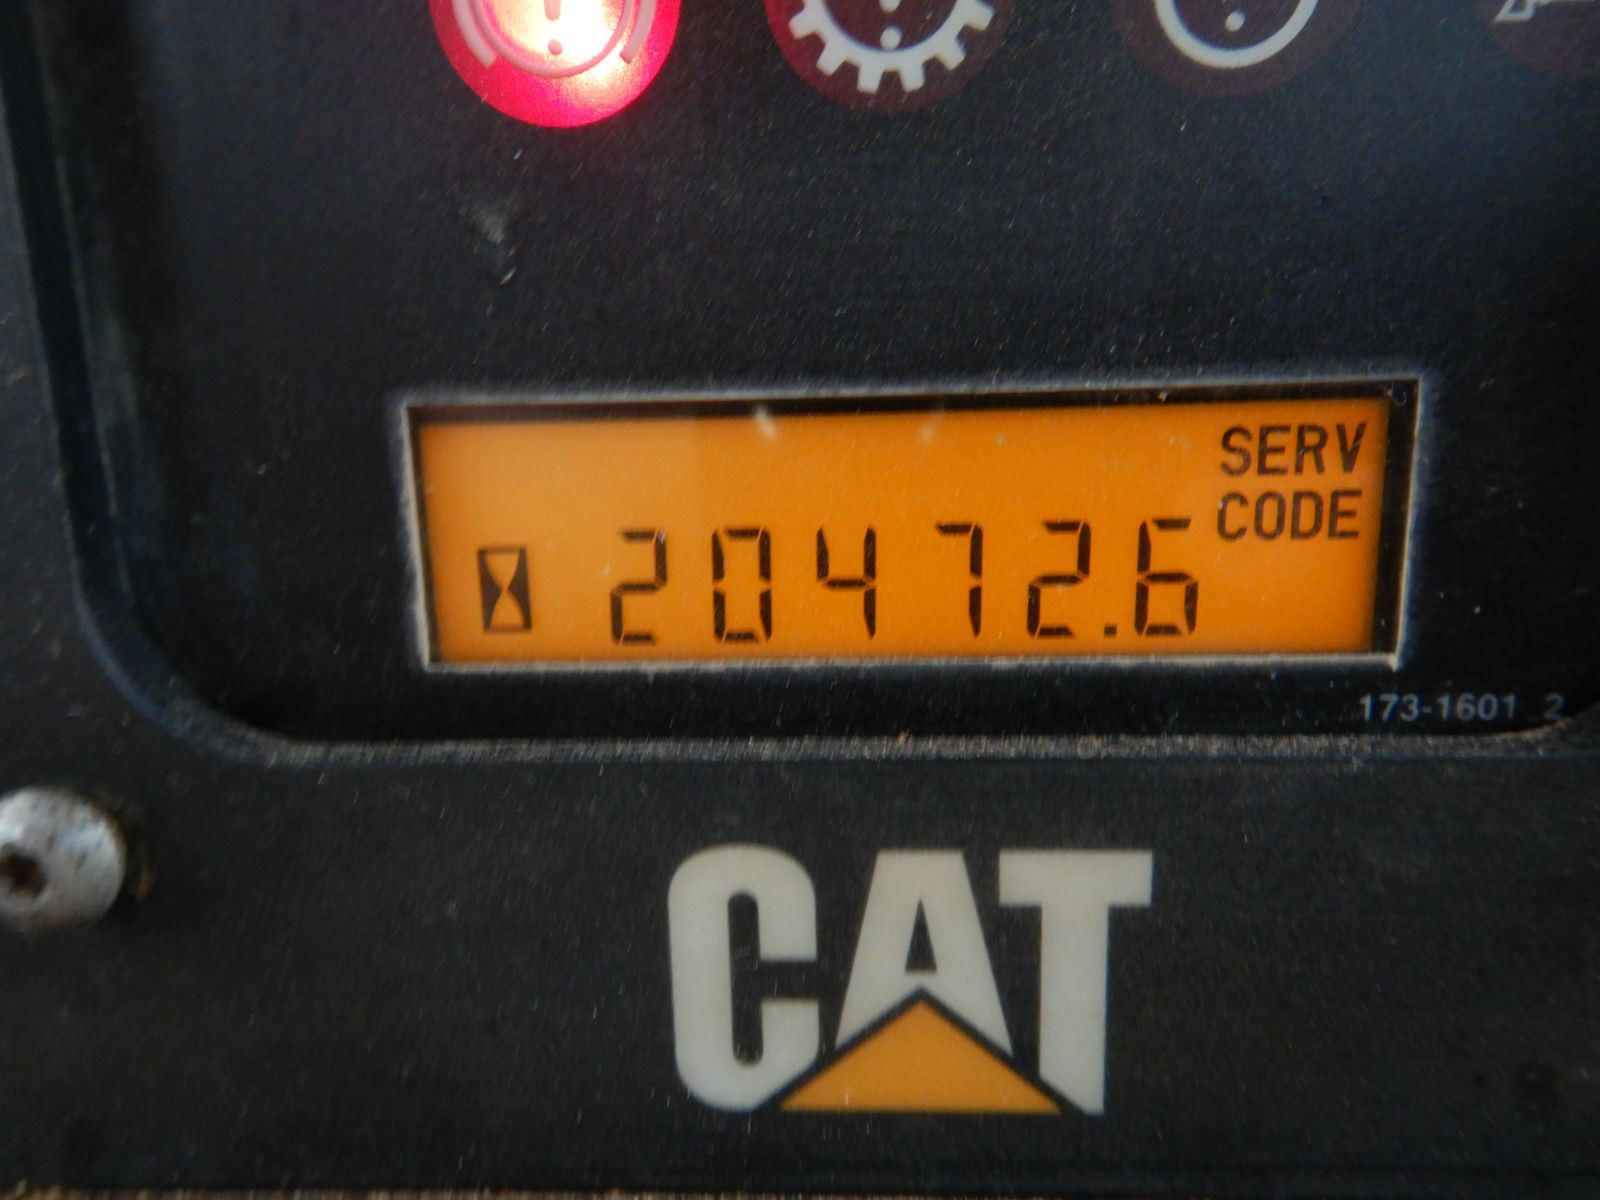 SERV
CODE
20472.6
173-1601 2
CAT